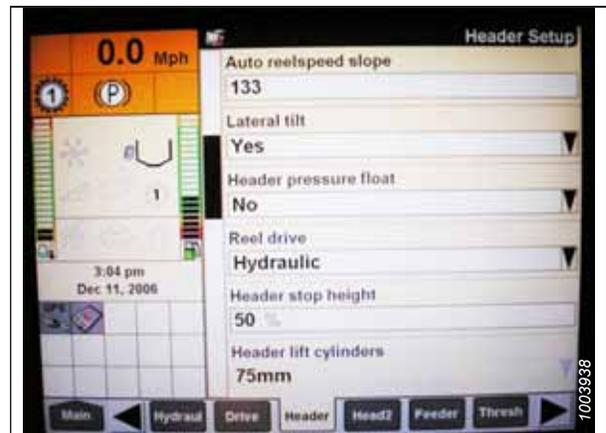 0.0 Mph
Header Setup
1
(P)
1
3:04 pm
Dec 11, 2006
Auto reelspeed slope
133
Lateral tilt
Yes
Header pressure float
No
Reel drive
Hydraulic
Header stop height
50 %
Header lift cylinders
75mm
Main
Hydraul
Drive
Header
Head2
Feeder
Thresh
1003938